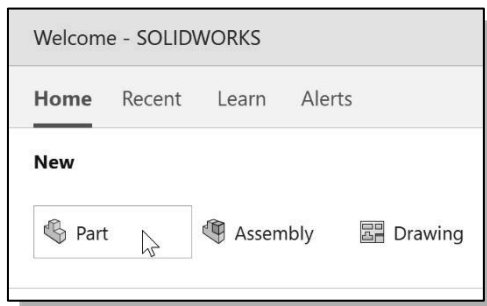 Welcome - SOLIDWORKS
Home Recent Learn Alerts
New
Part Assembly Drawing